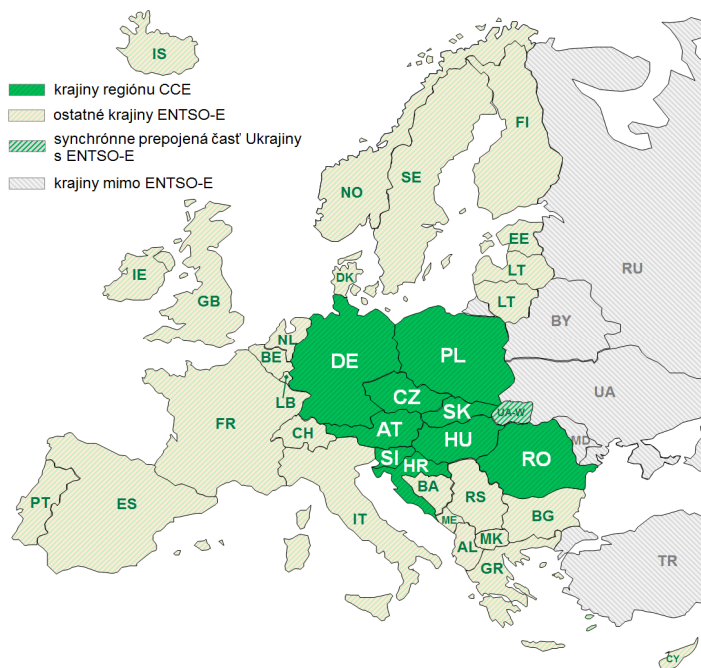 IS
krajiny regiónu CCE
ostatné krajiny ENTSO-E
synchrónne prepojená časť Ukrajiny
s ENTSO-E
krajiny mimo ENTSO-E
FI
SE
NO
EE
RU
LT
DK
LT
IE
GB
BY
NL
DE
PL
BE
UA
CZ
LB
SK
UA-W
FR
AT
CH
HU
MD
SI
RO
HR
BA
PT
ES
RS
IT
BG
ME
MK
AL
TR
GR
CY